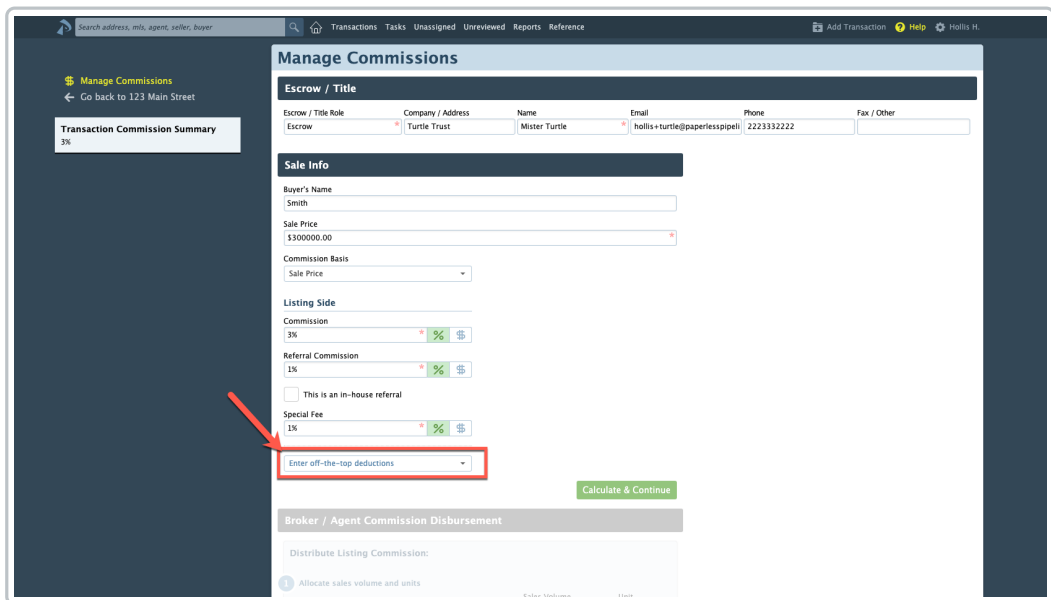 Search address, mls, agent, seller, buyer
Transactions Tasks Unassigned Unreviewed Reports Reference
Add Transaction ? Help Hollis H.
Manage Commissions
$ Manage Commissions
Go back to 123 Main Street
Transaction Commission Summary
3%
Escrow / Title
Escrow / Title Role Company / Address Name Email Phone Fax / Other
Escrow * Turtle Trust Mister Turtle * hollis+turtle@paperlesspipeli 2223332222
Sale Info
Buyer's Name
Smith
Sale Price
$300000.00 *
Commission Basis
Sale Price
Listing Side
Commission
3% * % $
Referral Commission
1% * % $
This is an in-house referral
Special Fee
1% * % $
Enter off-the-top deductions
Calculate & Continue
Broker / Agent Commission Disbursement
Distribute Listing Commission:
1 Allocate sales volume and units
Sales Volume Unit